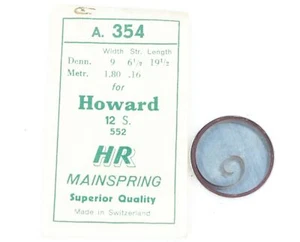 A. 354
Width Str. Length
Denn. 9 6½ 19½
Metr. 1,80 .16
for
Howard
12 S.
552
HR
MAINSPRING
Superior Quality
Made in Switzerland